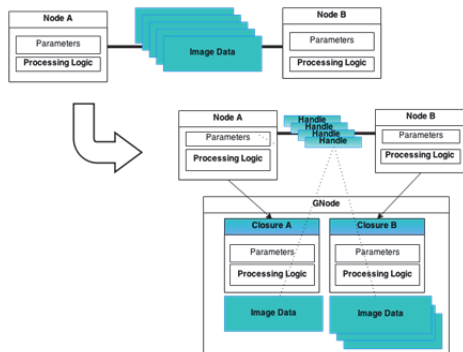 Node A
Parameters
Processing Logic
Image Data
Node B
Parameters
Processing Logic
Node A
Parameters
Processing Logic
Handle
Handle
Handle
Handle
Node B
Parameters
Processing Logic
GNode
Closure A
Parameters
Processing Logic
Image Data
Closure B
Parameters
Processing Logic
Image Data